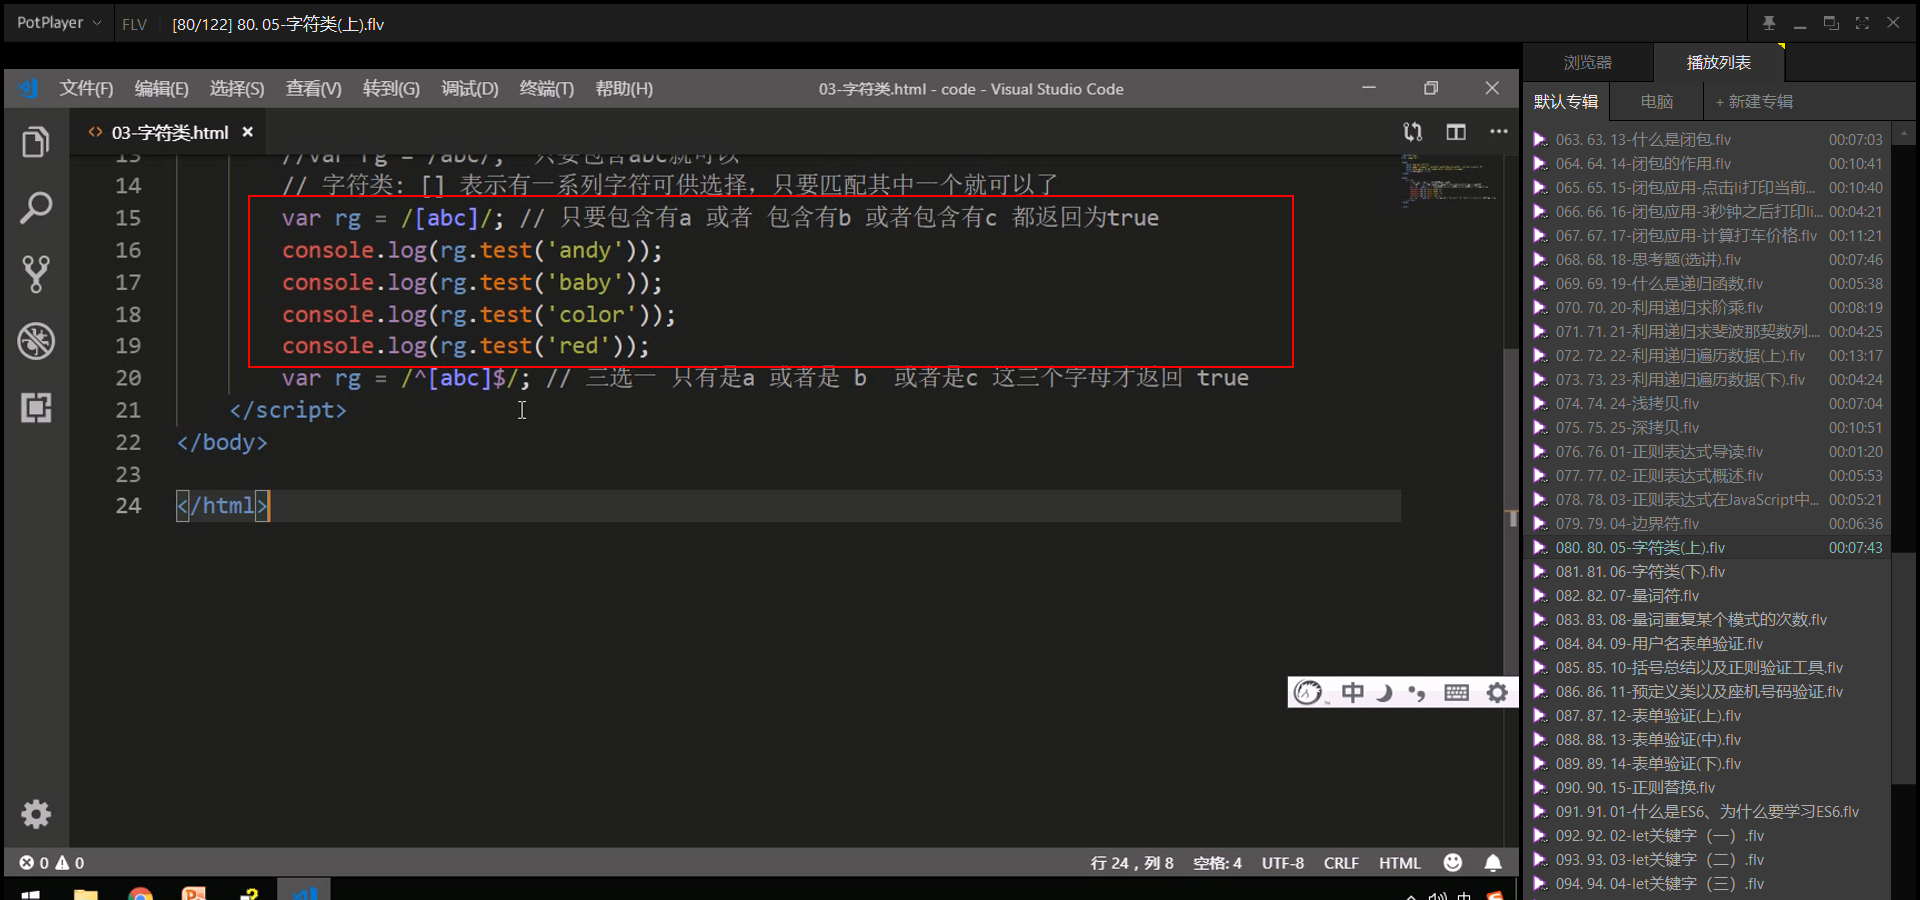 PotPlayer
FLV
[80/122] 80. 05-字符类(上).flv
浏览器
播放列表
默认专辑
电脑
+ 新建专辑
文件(F)
编辑(E)
选择(S)
查看(V)
转到(G)
调试(D)
终端(T)
帮助(H)
03-字符类.html - code - Visual Studio Code
<> 03-字符类.html ×
13 //var rg = /abc/; 只要包含abc就可以
14 // 字符类: [] 表示有一系列字符可供选择，只要匹配其中一个就可以了
15 var rg = /[abc]/; // 只要包含有a 或者 包含有b 或者包含有c 都返回为true
16 console.log(rg.test('andy'));
17 console.log(rg.test('baby'));
18 console.log(rg.test('color'));
19 console.log(rg.test('red'));
20 var rg = /^[abc]$/; // 三选一 只有是a 或者是 b  或者是c 这三个字母才返回 true
21 </script>
22 </body>
23
24 </html>
中
0
0
行 24，列 8
空格: 4
UTF-8
CRLF
HTML
063. 63. 13-什么是闭包.flv 00:07:03
064. 64. 14-闭包的作用.flv 00:10:41
065. 65. 15-闭包应用-点击li打印当前... 00:10:40
066. 66. 16-闭包应用-3秒钟之后打印li... 00:04:21
067. 67. 17-闭包应用-计算打车价格.flv 00:11:21
068. 68. 18-思考题(选讲).flv 00:07:46
069. 69. 19-什么是递归函数.flv 00:05:38
070. 70. 20-利用递归求阶乘.flv 00:08:19
071. 71. 21-利用递归求斐波那契数列.... 00:04:25
072. 72. 22-利用递归遍历数据(上).flv 00:13:17
073. 73. 23-利用递归遍历数据(下).flv 00:04:24
074. 74. 24-浅拷贝.flv 00:07:04
075. 75. 25-深拷贝.flv 00:10:51
076. 76. 01-正则表达式导读.flv 00:01:20
077. 77. 02-正则表达式概述.flv 00:05:53
078. 78. 03-正则表达式在JavaScript中... 00:05:21
079. 79. 04-边界符.flv 00:06:36
080. 80. 05-字符类(上).flv 00:07:43
081. 81. 06-字符类(下).flv
082. 82. 07-量词符.flv
083. 83. 08-量词重复某个模式的次数.flv
084. 84. 09-用户名表单验证.flv
085. 85. 10-括号总结以及正则验证工具.flv
086. 86. 11-预定义类以及座机号码验证.flv
087. 87. 12-表单验证(上).flv
088. 88. 13-表单验证(中).flv
089. 89. 14-表单验证(下).flv
090. 90. 15-正则替换.flv
091. 91. 01-什么是ES6、为什么要学习ES6.flv
092. 92. 02-let关键字（一）.flv
093. 93. 03-let关键字（二）.flv
094. 94. 04-let关键字（三）.flv